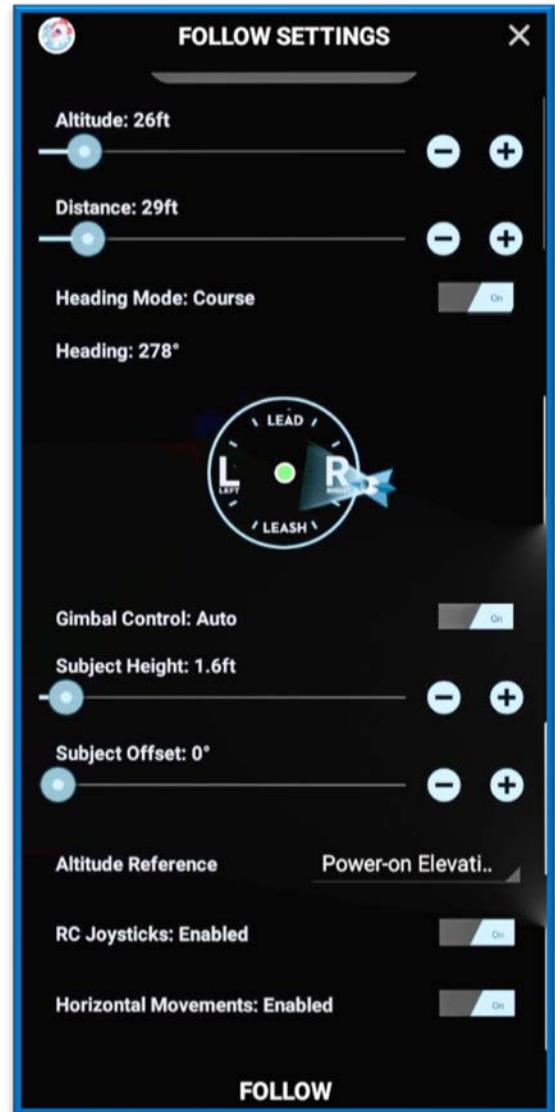 FOLLOW SETTINGS
Altitude: 26ft
Distance: 29ft
Heading Mode: Course
On
Heading: 278°
LEAD
L
R
LEFT
RIGHT
LEASH
Gimbal Control: Auto
On
Subject Height: 1.6ft
Subject Offset: 0°
Altitude Reference
Power-on Elevati..
RC Joysticks: Enabled
On
Horizontal Movements: Enabled
On
FOLLOW